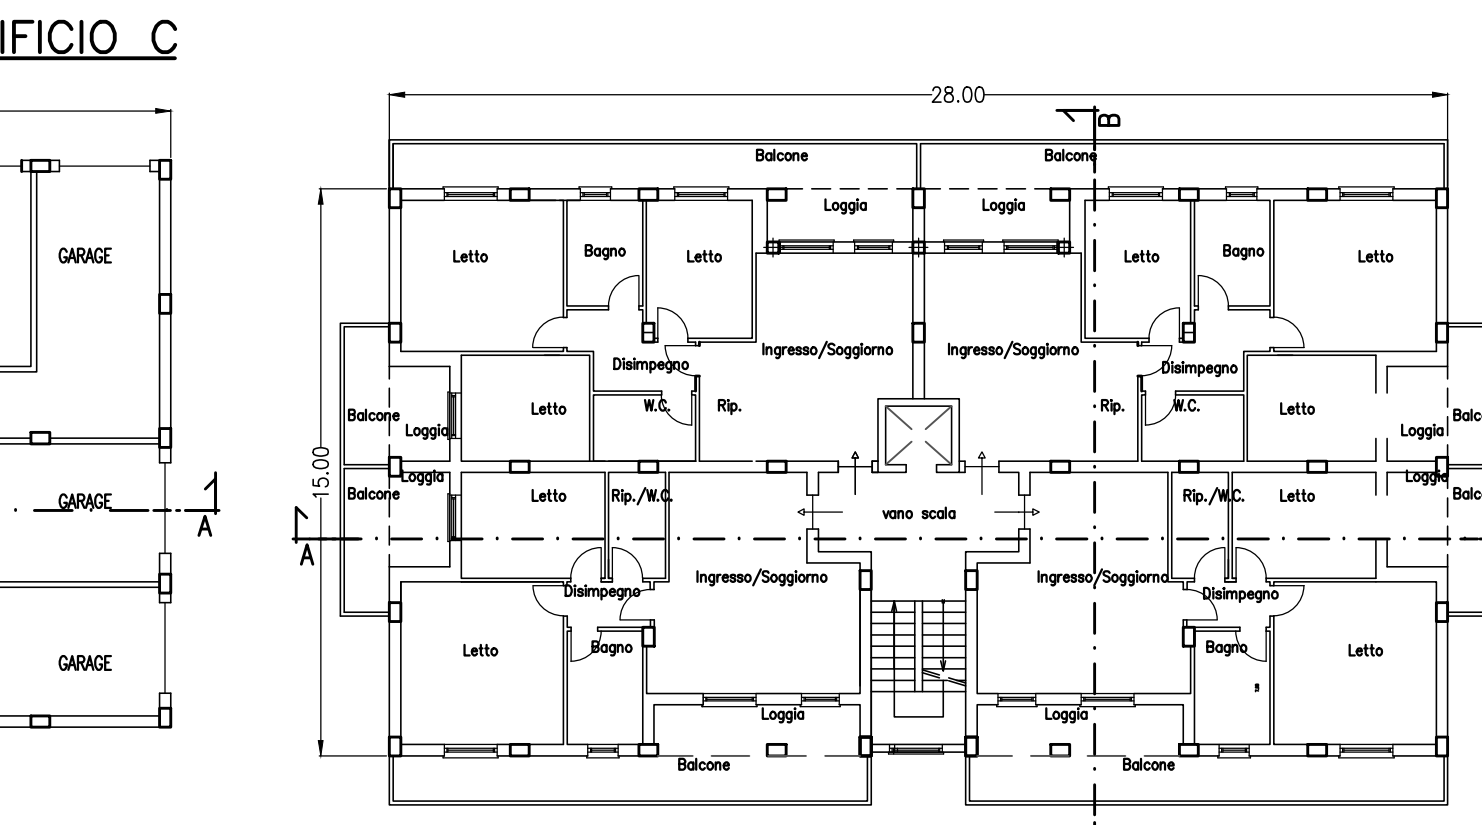 IFICIO C
28.00
B
Balcone Balcone
Loggia Loggia
GARAGE Letto Bagno Letto Letto Bagno Letto
Ingresso/Soggiorno Ingresso/Soggiorno
Disimpegno Disimpegno
Balcone Letto W.C. Rip. Rip. W.C. Letto Balc
Loggia Loggia
15.00
Loggia Loggia
GARAGE Balcone Letto Rip./W.C. Rip./W.C. Letto Balc
vano scala
A A
Ingresso/Soggiorno Ingresso/Soggiorno
Disimpegno Disimpegno
GARAGE Letto Bagno Bagno Letto
Loggia Loggia
Balcone Balcone